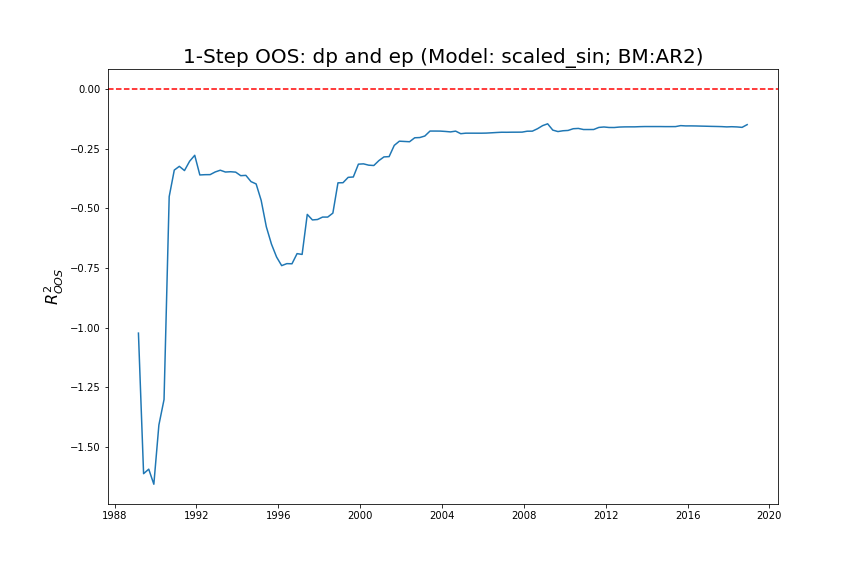 1-Step OOS: dp and ep (Model: scaled_sin; BM:AR2)
R²OOS
0.00
−0.25
−0.50
−0.75
−1.00
−1.25
−1.50
1988 1992 1996 2000 2004 2008 2012 2016 2020